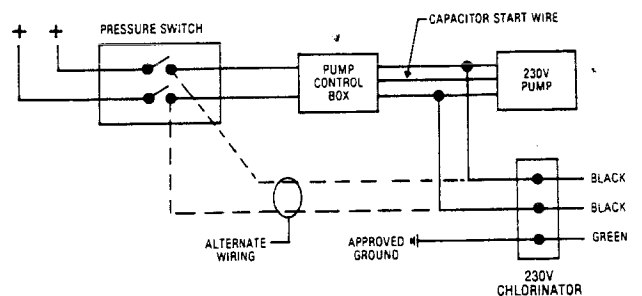 CAPACITOR START WIRE
PRESSURE SWITCH
+ +
PUMP
CONTROL
BOX
230V
PUMP
BLACK
BLACK
GREEN
ALTERNATE
WIRING
APPROVED
GROUND
230V
CHLORINATOR